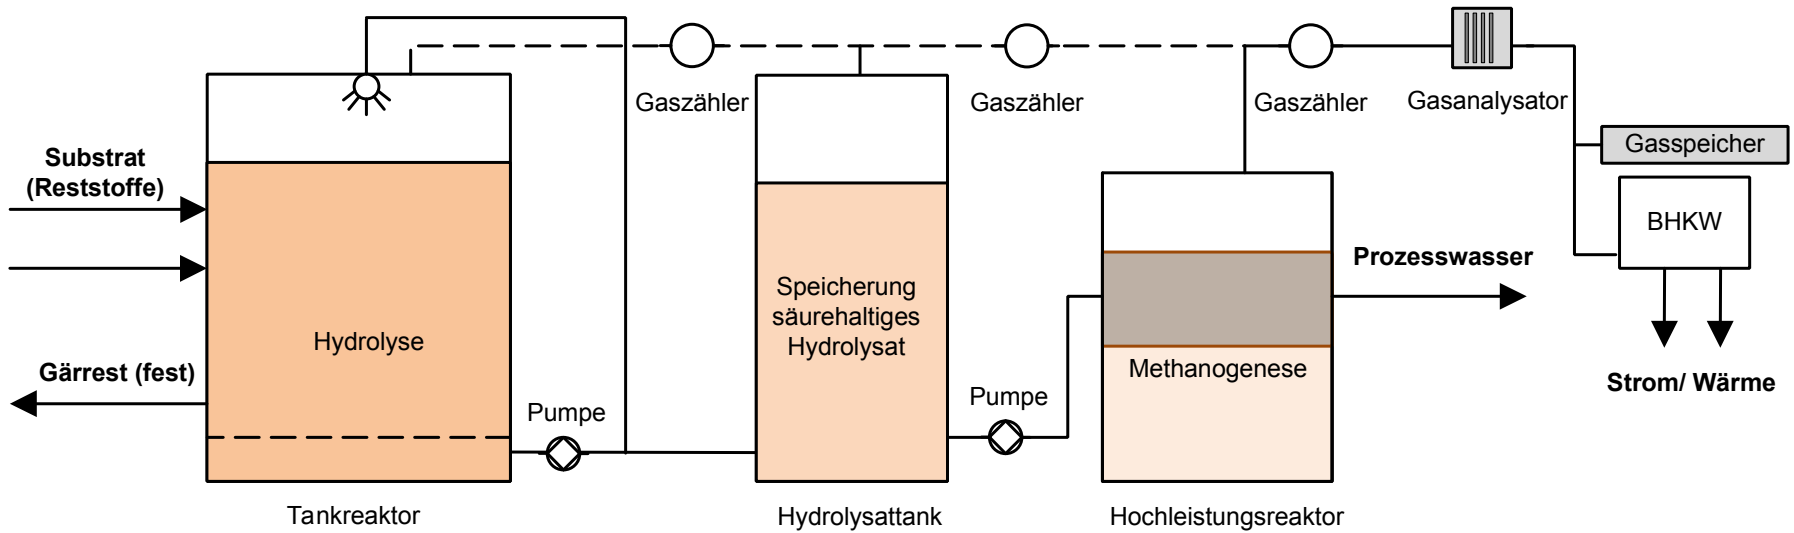 Gaszähler
Gaszähler
Gaszähler
Gasanalysator
Substrat
(Reststoffe)
Gasspeicher
BHKW
Prozesswasser
Speicherung
säurehaltiges
Hydrolysat
Hydrolyse
Gärrest (fest)
Methanogenese
Strom/ Wärme
Pumpe
Pumpe
Tankreaktor
Hydrolysattank
Hochleistungsreaktor